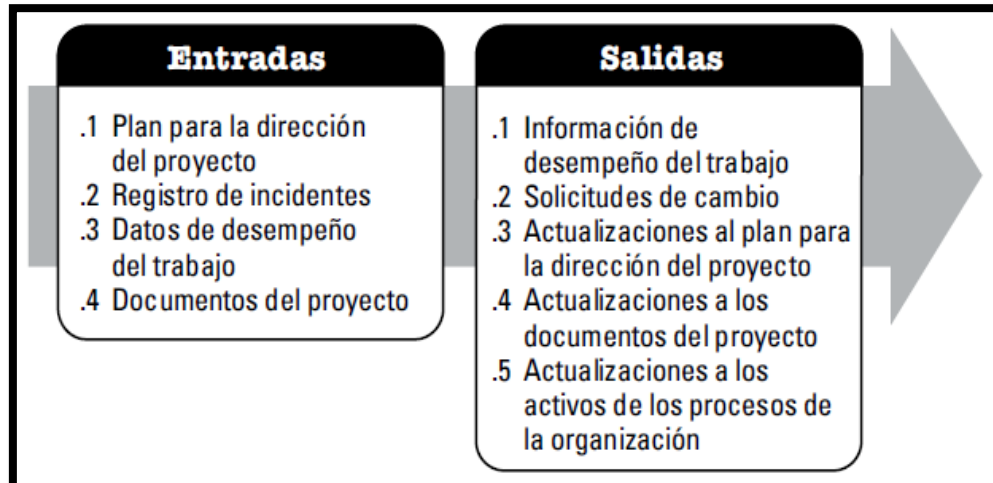 Entradas
.1 Plan para la dirección
del proyecto
.2 Registro de incidentes
.3 Datos de desempeño
del trabajo
.4 Documentos del proyecto
Salidas
.1 Información de
desempeño del trabajo
.2 Solicitudes de cambio
.3 Actualizaciones al plan para
la dirección del proyecto
.4 Actualizaciones a los
documentos del proyecto
.5 Actualizaciones a los
activos de los procesos de
la organización